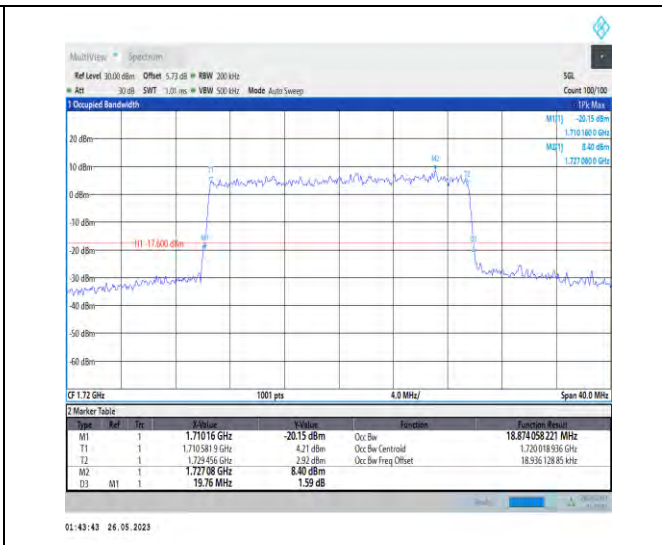 MultiView Spectrum
Ref Level 30.00 dBm Offset 5.73 dB RBW 200 kHz SGL
Att 30 dB SWT 1.01 ms VBW 500 kHz Mode Auto Sweep Count 100/100
1 Occupied Bandwidth 1Pk Max
M1[1] -20.15 dBm
1.710 160 0 GHz
M2[1] 8.40 dBm
1.727 080 0 GHz
20 dBm
10 dBm
0 dBm
-10 dBm
-20 dBm
-30 dBm
-40 dBm
-50 dBm
-60 dBm
T1
M2
T2
M1
H1 -17.600 dBm
CF 1.72 GHz 1001 pts 4.0 MHz/ Span 40.0 MHz
2 Marker Table
Type Ref Trc X-Value Y-Value Function Function Result
M1 1 1.71016 GHz -20.15 dBm Occ Bw 18.874 058 221 MHz
T1 1 1.710 581 9 GHz 4.21 dBm Occ Bw Centroid 1.720 018 936 GHz
T2 1 1.729 456 GHz 2.92 dBm Occ Bw Freq Offset 18.936 128 85 kHz
M2 1 1.727 08 GHz 8.40 dBm
D3 M1 1 19.76 MHz 1.59 dB
01:43:43 26.05.2023